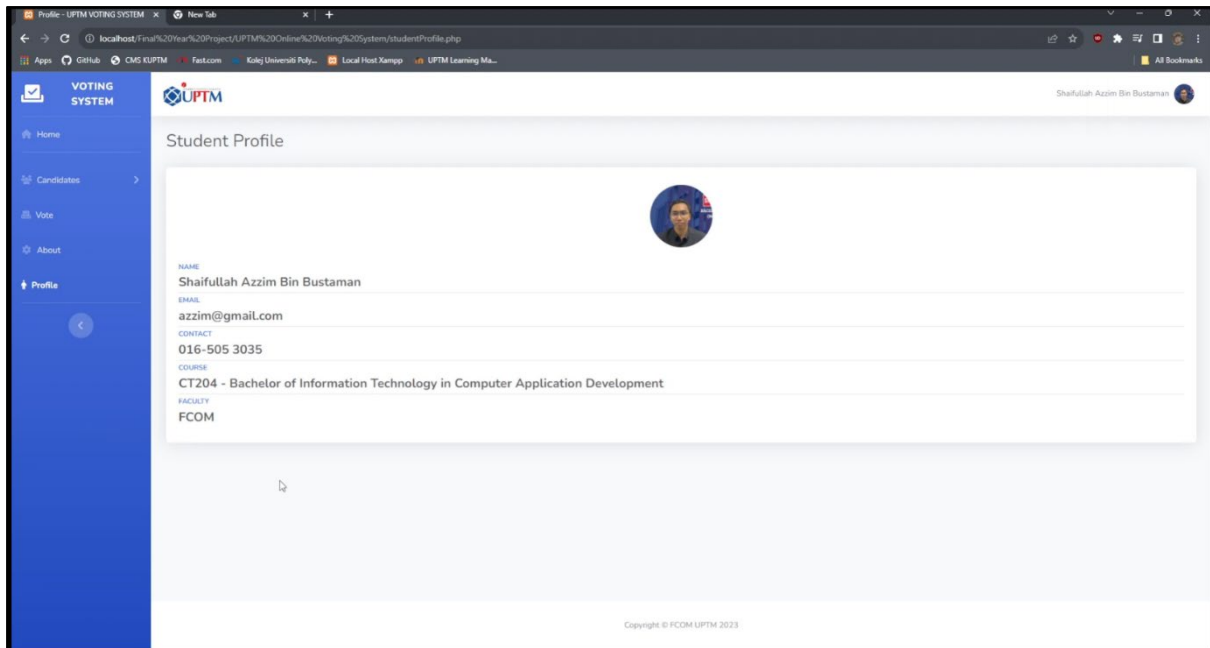 Profile - UPTM VOTING SYSTEM
New Tab
localhost/Final%20Year%20Project/UPTM%20Online%20Voting%20System/studentProfile.php
Apps GitHub CMS KUPTM Fast.com Kolej Universiti Poly... Local Host Xampp UPTM Learning Ma... All Bookmarks
VOTING
SYSTEM
UPTM
Shaifullah Azzim Bin Bustaman
Home
Candidates
Vote
About
Profile
Student Profile
NAME
Shaifullah Azzim Bin Bustaman
EMAIL
azzim@gmail.com
CONTACT
016-505 3035
COURSE
CT204 - Bachelor of Information Technology in Computer Application Development
FACULTY
FCOM
Copyright © FCOM UPTM 2023